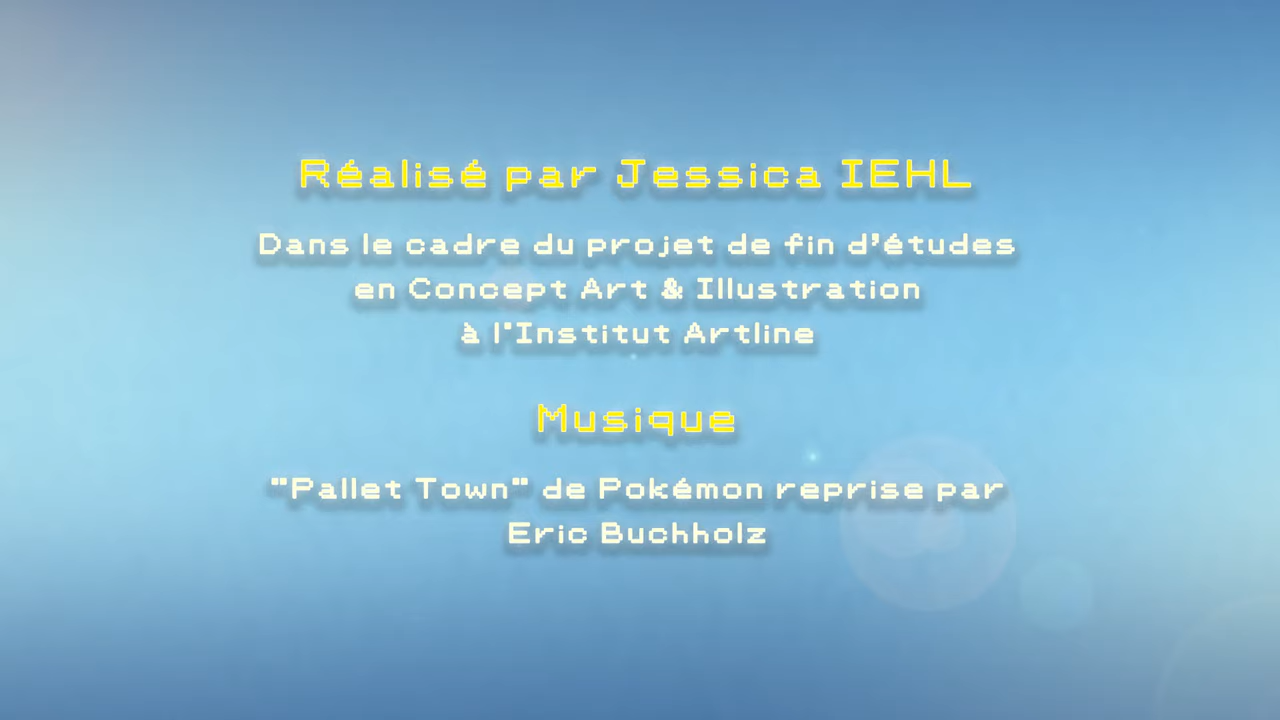 Réalisé par Jessica IEHL
Dans le cadre du projet de fin d'études
en Concept Art & Illustration
à l'Institut Artline
Musique
"Pallet Town" de Pokémon reprise par
Eric Buchholz